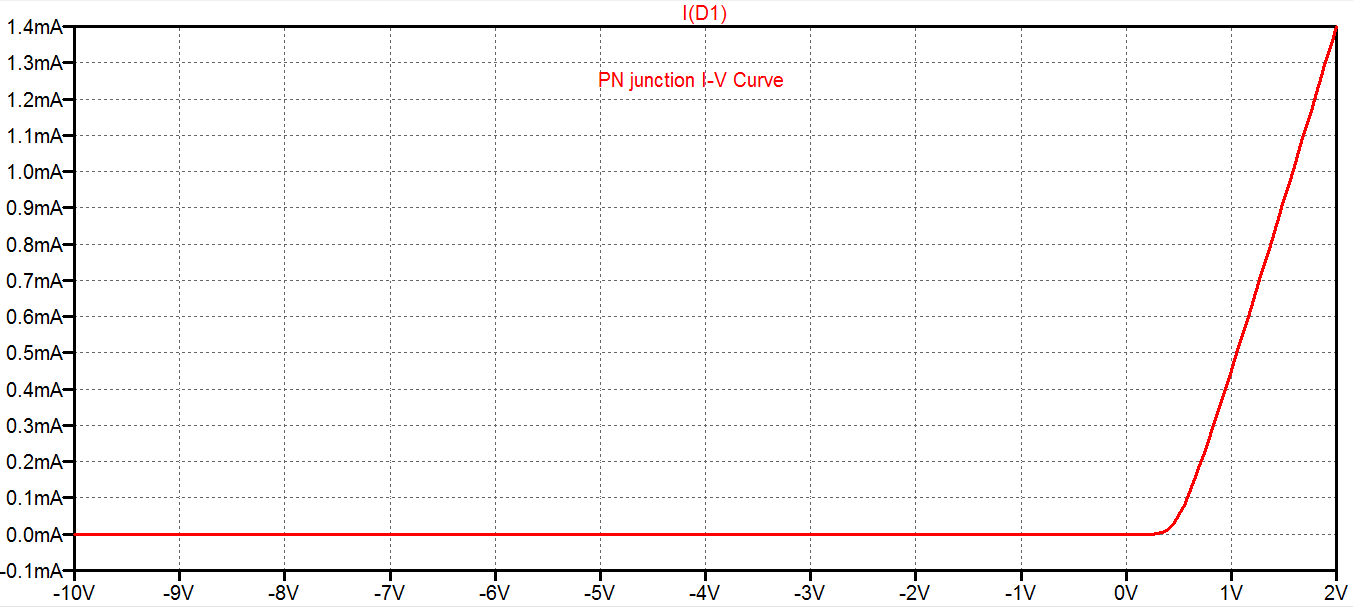 I(D1)
PN junction I-V Curve
1.4mA
1.3mA
1.2mA
1.1mA
1.0mA
0.9mA
0.8mA
0.7mA
0.6mA
0.5mA
0.4mA
0.3mA
0.2mA
0.1mA
0.0mA
-0.1mA
-10V -9V -8V -7V -6V -5V -4V -3V -2V -1V 0V 1V 2V